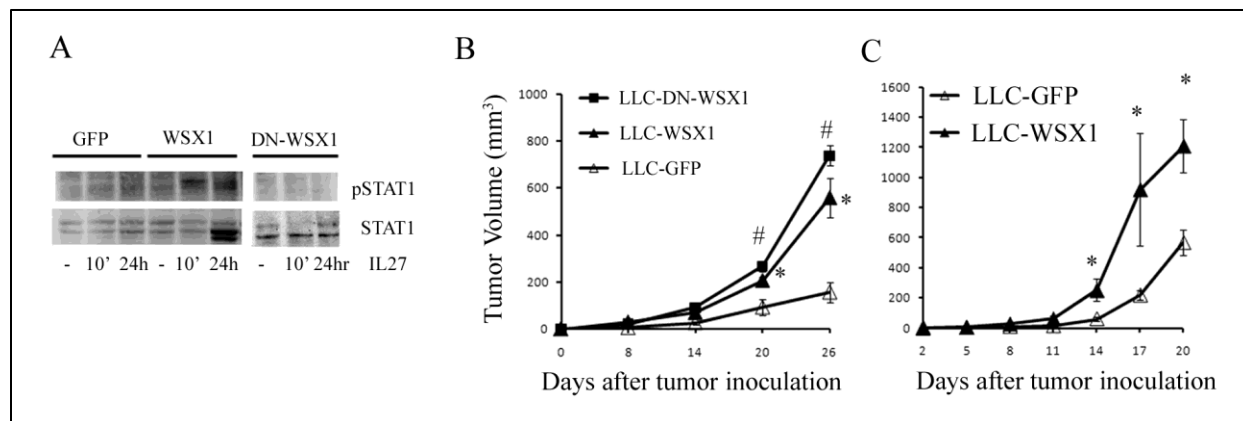 A
GFP WSX1 DN-WSX1
pSTAT1
STAT1
- 10’ 24h - 10’ 24h - 10’ 24hr IL27
B
Tumor Volume (mm³)
1000
800
600
400
200
0
LLC-DN-WSX1
LLC-WSX1
LLC-GFP
#
#
*
*
0 8 14 20 26
Days after tumor inoculation
C
1600
1400
1200
1000
800
600
400
200
0
LLC-GFP
LLC-WSX1
*
*
*
2 5 8 11 14 17 20
Days after tumor inoculation